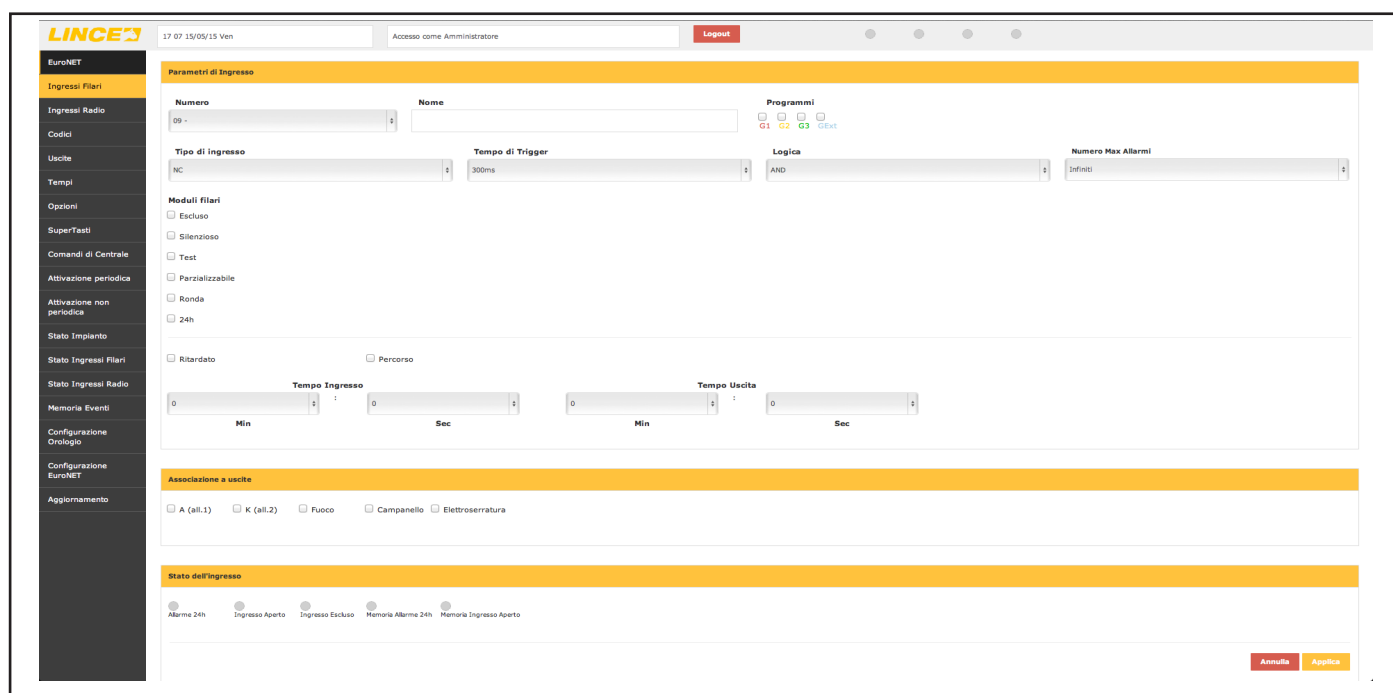 LINCE
17 07 15/05/15 Ven
Accesso come Amministratore
Logout
EuroNET
Ingressi Filari
Ingressi Radio
Codici
Uscite
Tempi
Opzioni
SuperTasti
Comandi di Centrale
Attivazione periodica
Attivazione non
periodica
Stato Impianto
Stato Ingressi Filari
Stato Ingressi Radio
Memoria Eventi
Configurazione
Orologio
Configurazione
EuroNET
Aggiornamento
Parametri di Ingresso
Numero Nome Programmi
09 -
G1 G2 G3 GExt
Tipo di ingresso Tempo di Trigger Logica Numero Max Allarmi
NC 300ms AND Infiniti
Moduli filari
Escluso
Silenzioso
Test
Parzializzabile
Ronda
24h
Ritardato Percorso
Tempo Ingresso Tempo Uscita
0 : 0 0 : 0
Min Sec Min Sec
Associazione a uscite
A (all.1) K (all.2) Fuoco Campanello Elettroserratura
Stato dell'ingresso
Allarme 24h Ingresso Aperto Ingresso Escluso Memoria Allarme 24h Memoria Ingresso Aperto
Annulla Applica